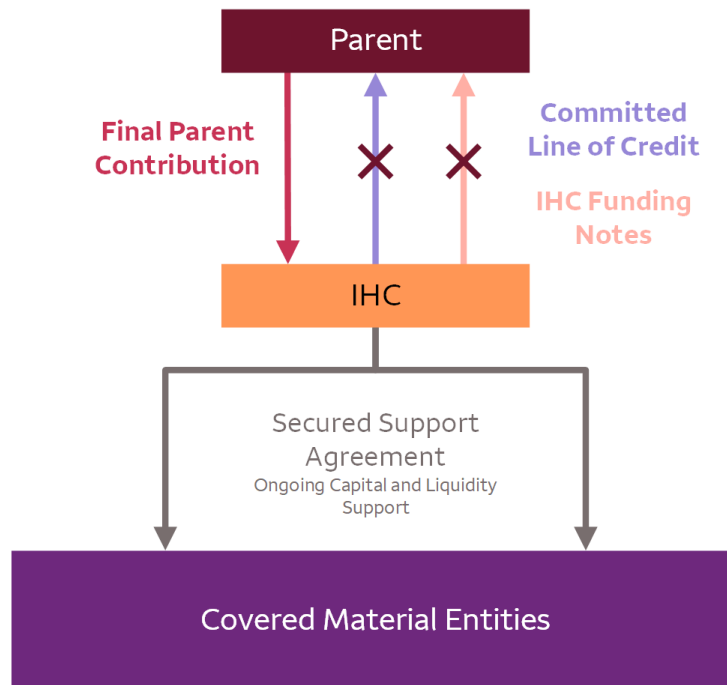 Parent
Final Parent
Contribution
Committed
Line of Credit
IHC Funding
Notes
IHC
Secured Support
Agreement
Ongoing Capital and Liquidity
Support
Covered Material Entities